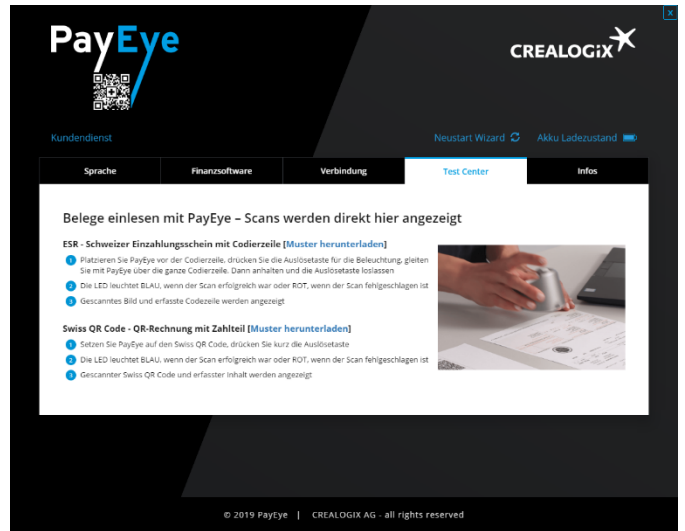 x
PayEye
CREALOGIX
Kundendienst
Neustart Wizard
Akku Ladezustand
Sprache
Finanzsoftware
Verbindung
Test Center
Infos
Belege einlesen mit PayEye – Scans werden direkt hier angezeigt
ESR - Schweizer Einzahlungsschein mit Codierzeile [Muster herunterladen]
1 Platzieren Sie PayEye vor der Codierzeile, drücken Sie die Auslösetaste für die Beleuchtung, gleiten
Sie mit PayEye über die ganze Codierzeile. Dann anhalten und die Auslösetaste loslassen
2 Die LED leuchtet BLAU, wenn der Scan erfolgreich war oder ROT, wenn der Scan fehlgeschlagen ist
3 Gescanntes Bild und erfasste Codezeile werden angezeigt
Swiss QR Code - QR-Rechnung mit Zahlteil [Muster herunterladen]
1 Setzen Sie PayEye auf den Swiss QR Code, drücken Sie kurz die Auslösetaste
2 Die LED leuchtet BLAU, wenn der Scan erfolgreich war oder ROT, wenn der Scan fehlgeschlagen ist
3 Gescannter Swiss QR Code und erfasster Inhalt werden angezeigt
© 2019 PayEye | CREALOGIX AG - all rights reserved